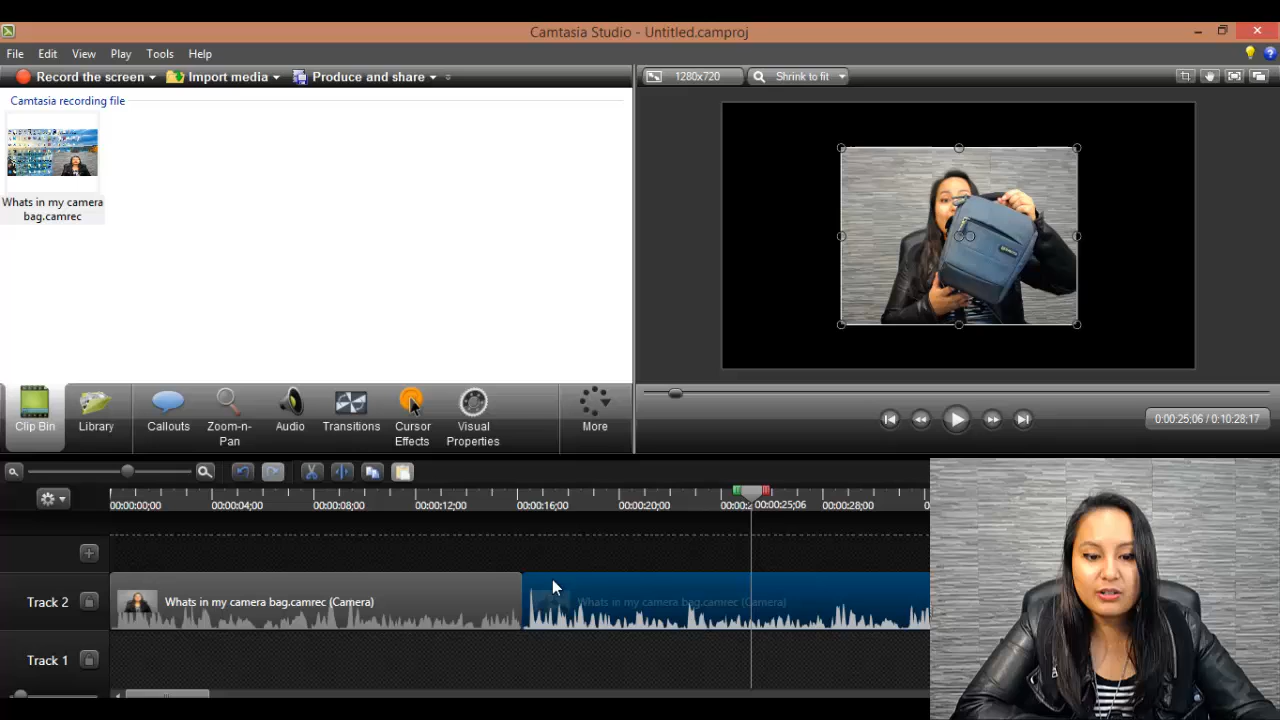 Camtasia Studio - Untitled.camproj
File Edit View Play Tools Help
Record the screen Import media Produce and share
1280x720 Shrink to fit
Camtasia recording file
Whats in my camera
bag.camrec
Clip Bin Library Callouts Zoom-n-
Pan Audio Transitions Cursor
Effects Visual
Properties More
0:00:25;06 / 0:10:28;17
00:00:00;00 00:00:04;00 00:00:08;00 00:00:12;00 00:00:16;00 00:00:20;00 00:00:25;06 00:00:28;00
Track 2 Whats in my camera bag.camrec (Camera) Whats in my camera bag.camrec (Camera)
Track 1